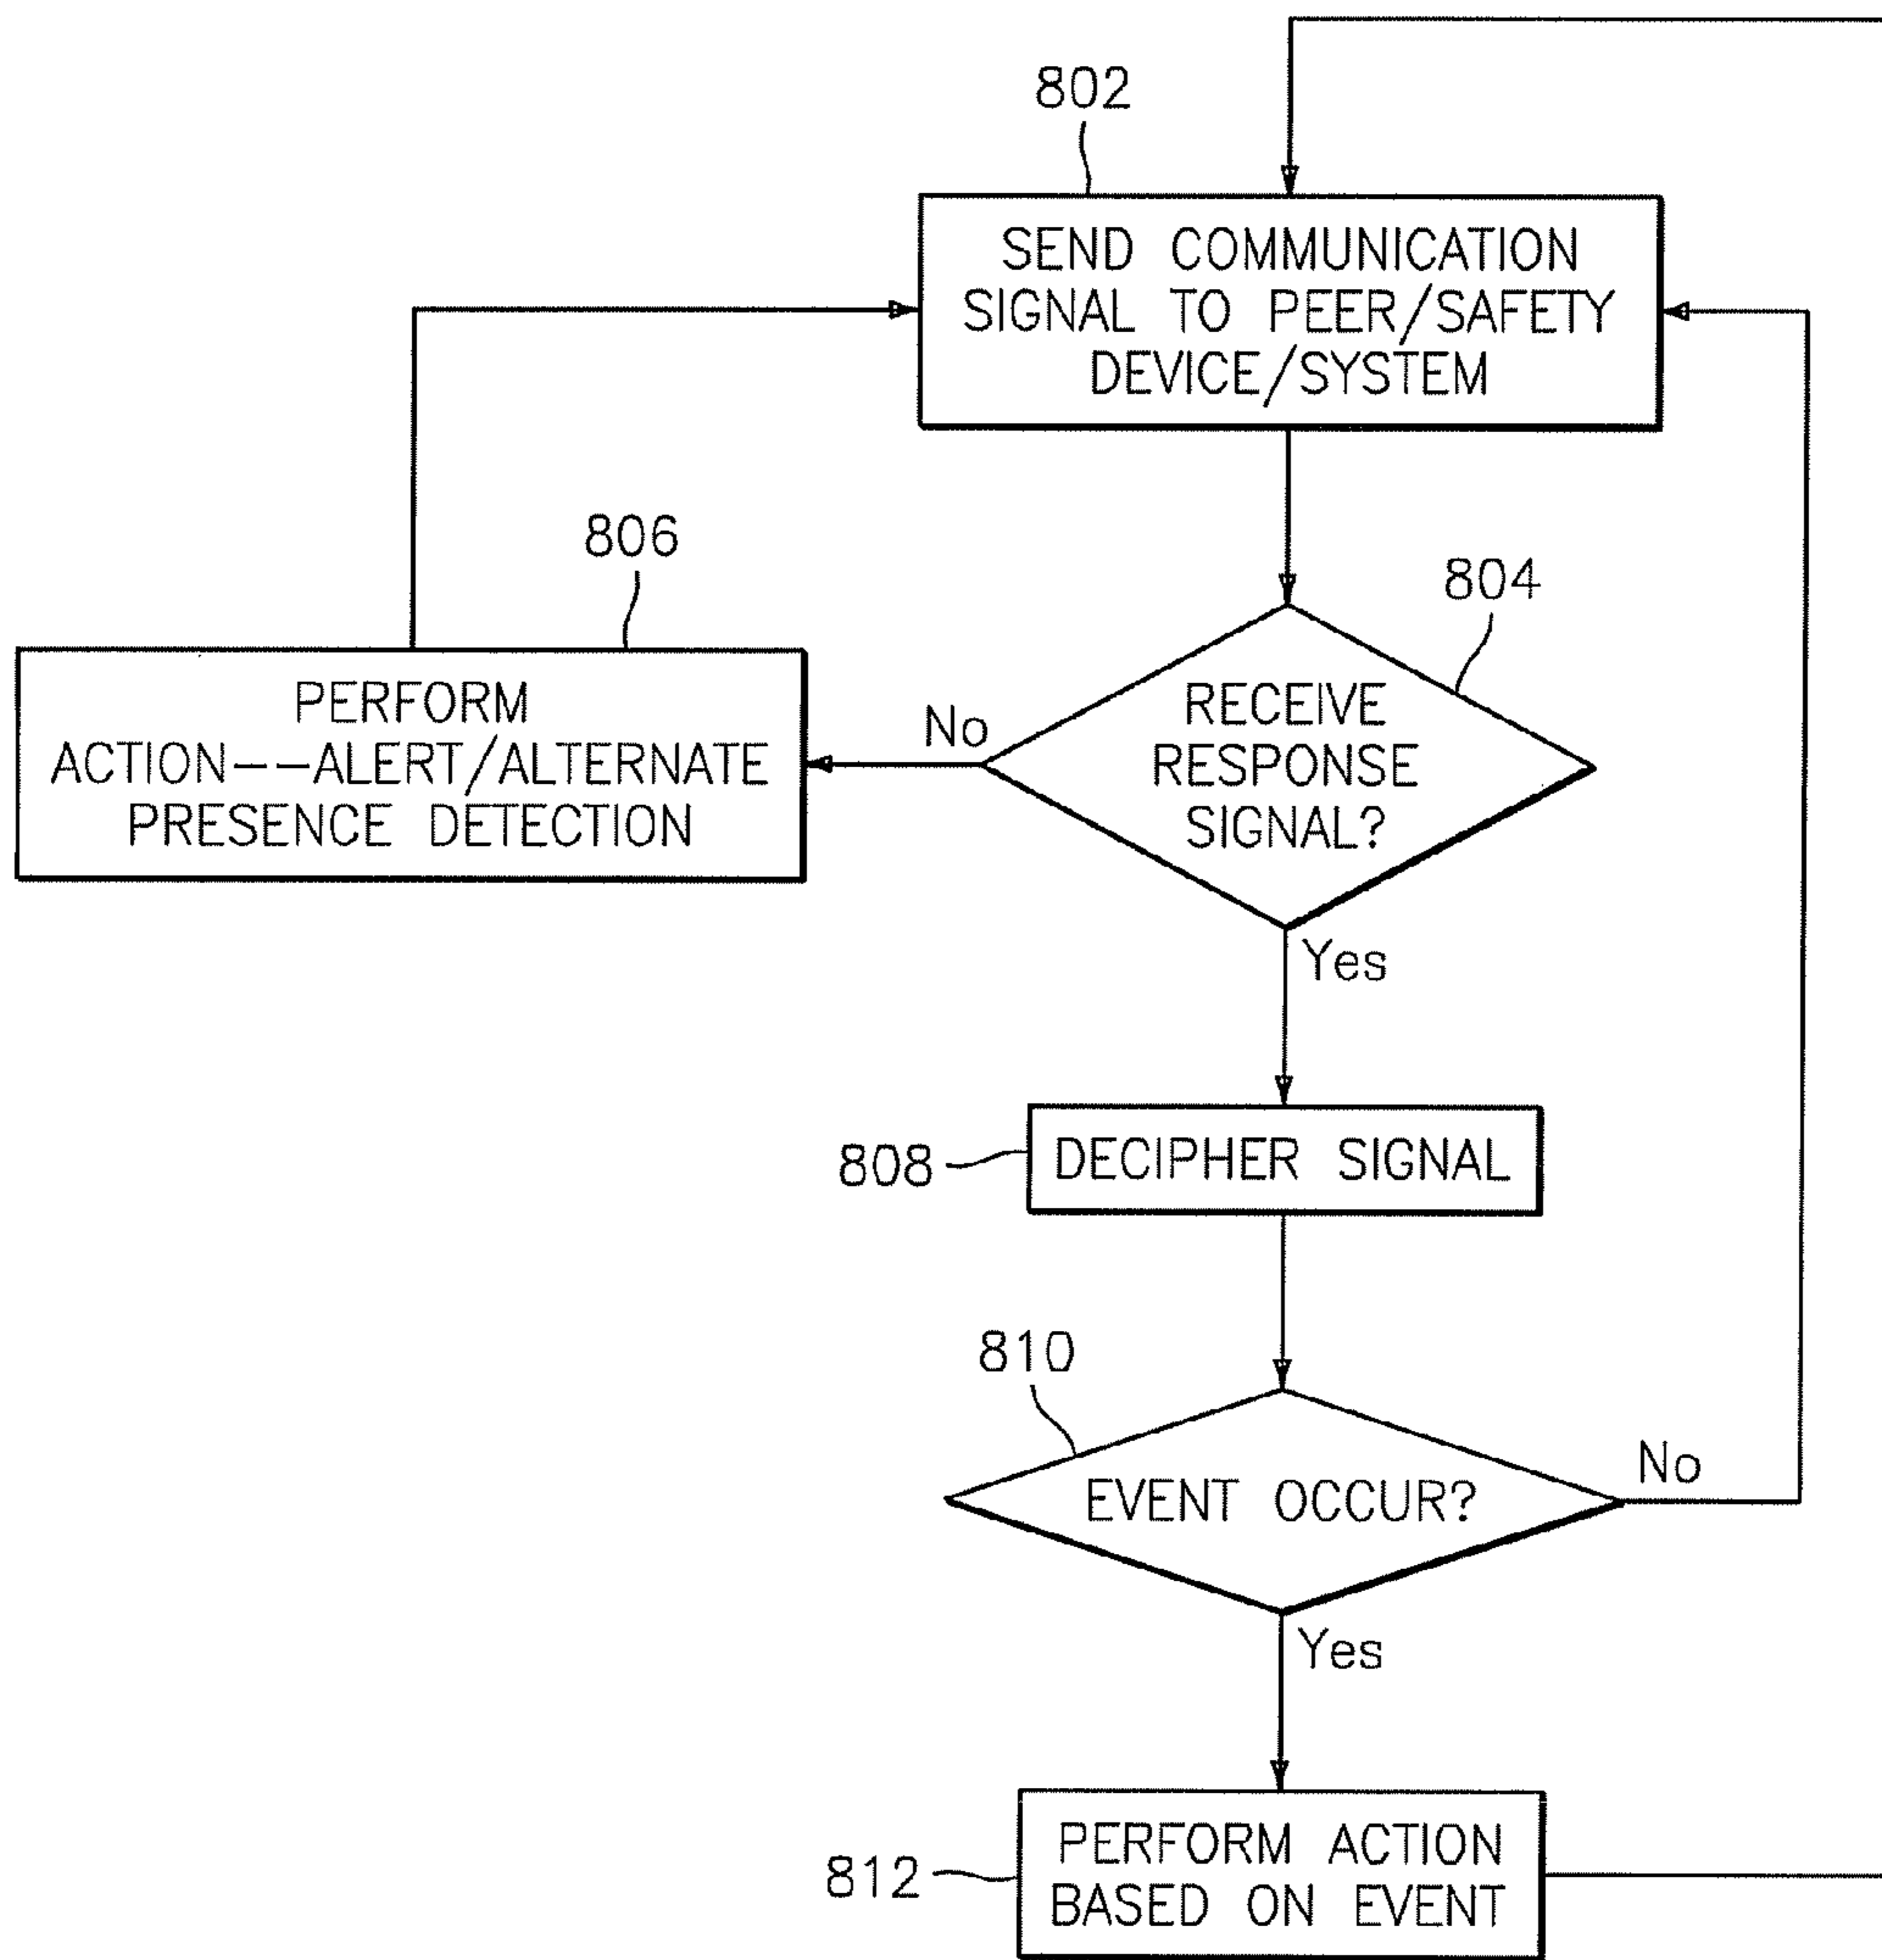 802
SEND COMMUNICATION
SIGNAL TO PEER/SAFETY
DEVICE/SYSTEM
806
804
PERFORM
ACTION--ALERT/ALTERNATE
PRESENCE DETECTION
No
RECEIVE
RESPONSE
SIGNAL?
Yes
808
DECIPHER SIGNAL
810
EVENT OCCUR?
No
Yes
812
PERFORM ACTION
BASED ON EVENT